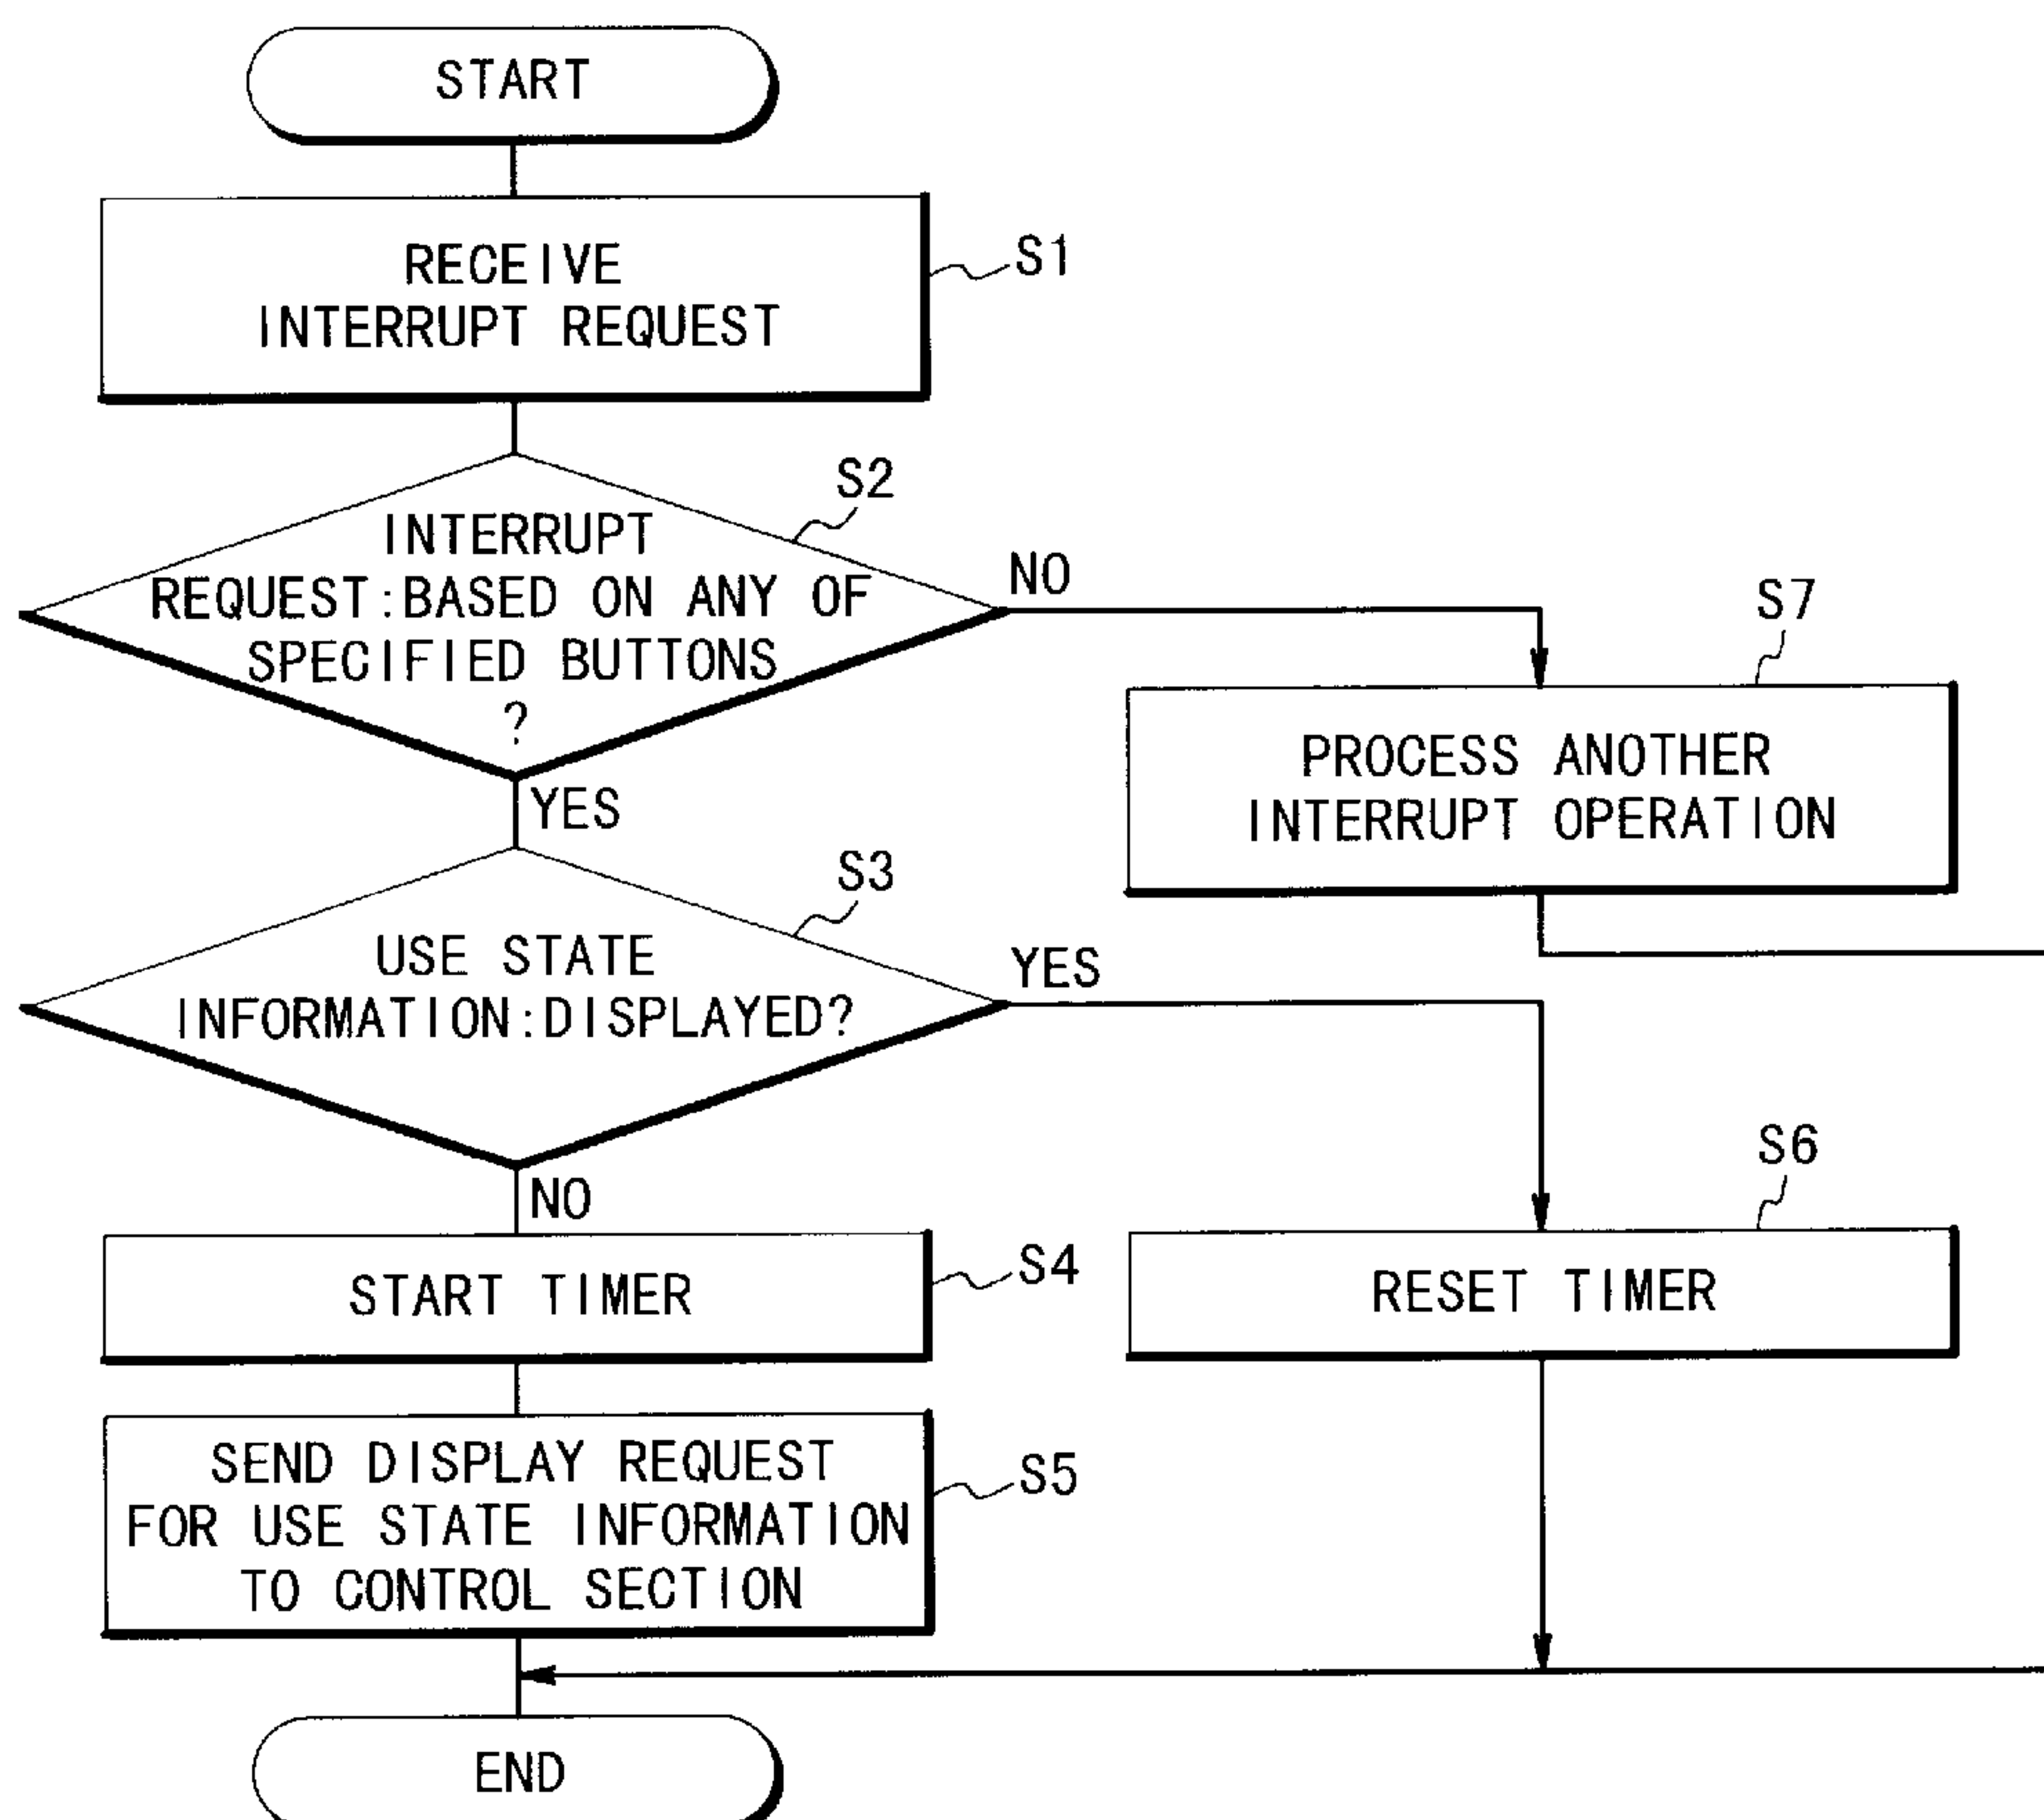 START
RECEIVE
INTERRUPT REQUEST
S1
S2
INTERRUPT
REQUEST:BASED ON ANY OF
SPECIFIED BUTTONS
?
NO
YES
S7
PROCESS ANOTHER
INTERRUPT OPERATION
S3
USE STATE
INFORMATION:DISPLAYED?
YES
NO
S6
RESET TIMER
START TIMER
S4
SEND DISPLAY REQUEST
FOR USE STATE INFORMATION
TO CONTROL SECTION
S5
END